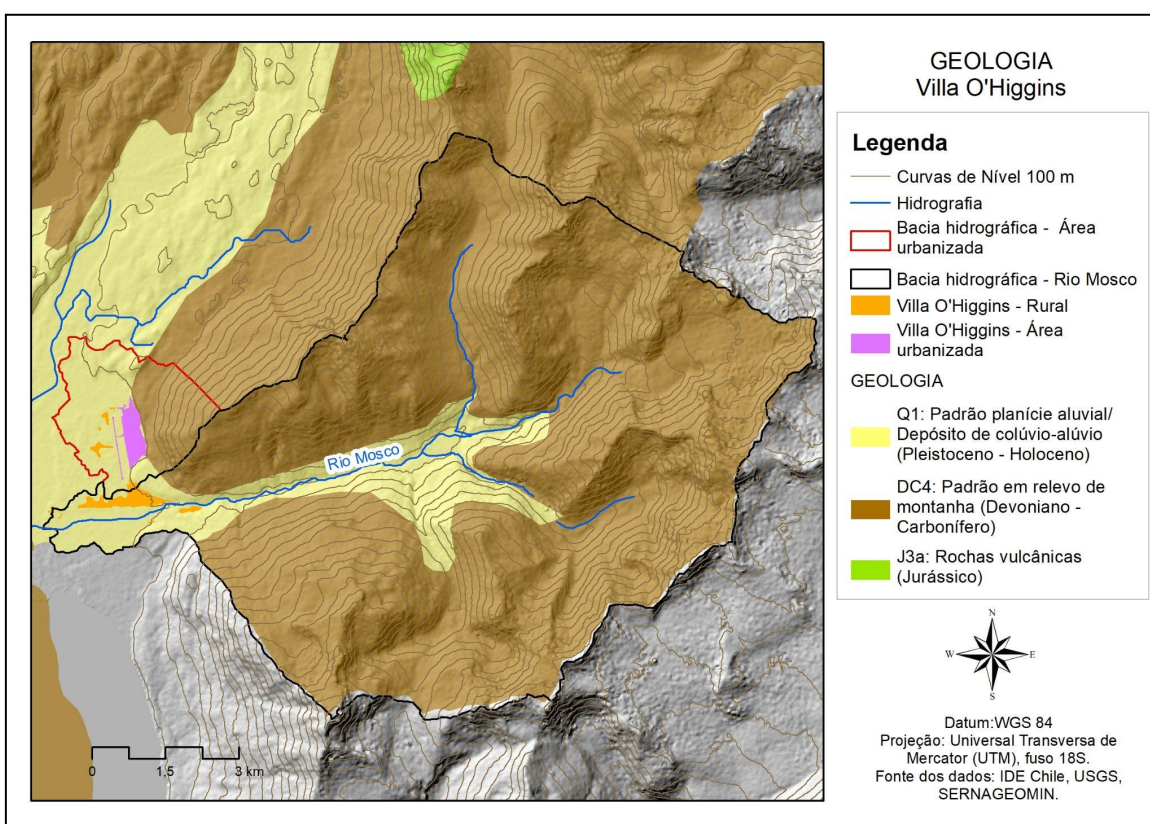 GEOLOGIA
Villa O'Higgins
Legenda
Curvas de Nível 100 m
Hidrografia
Bacia hidrográfica - Área
urbanizada
Bacia hidrográfica - Rio Mosco
Villa O'Higgins - Rural
Villa O'Higgins - Área
urbanizada
GEOLOGIA
Q1: Padrão planície aluvial/
Depósito de colúvio-alúvio
(Pleistoceno - Holoceno)
DC4: Padrão em relevo de
montanha (Devoniano -
Carbonífero)
J3a: Rochas vulcânicas
(Jurássico)
N
W
E
S
Datum:WGS 84
Projeção: Universal Transversa de
Mercator (UTM), fuso 18S.
Fonte dos dados: IDE Chile, USGS,
SERNAGEOMIN.
Rio Mosco
0 1,5 3 km